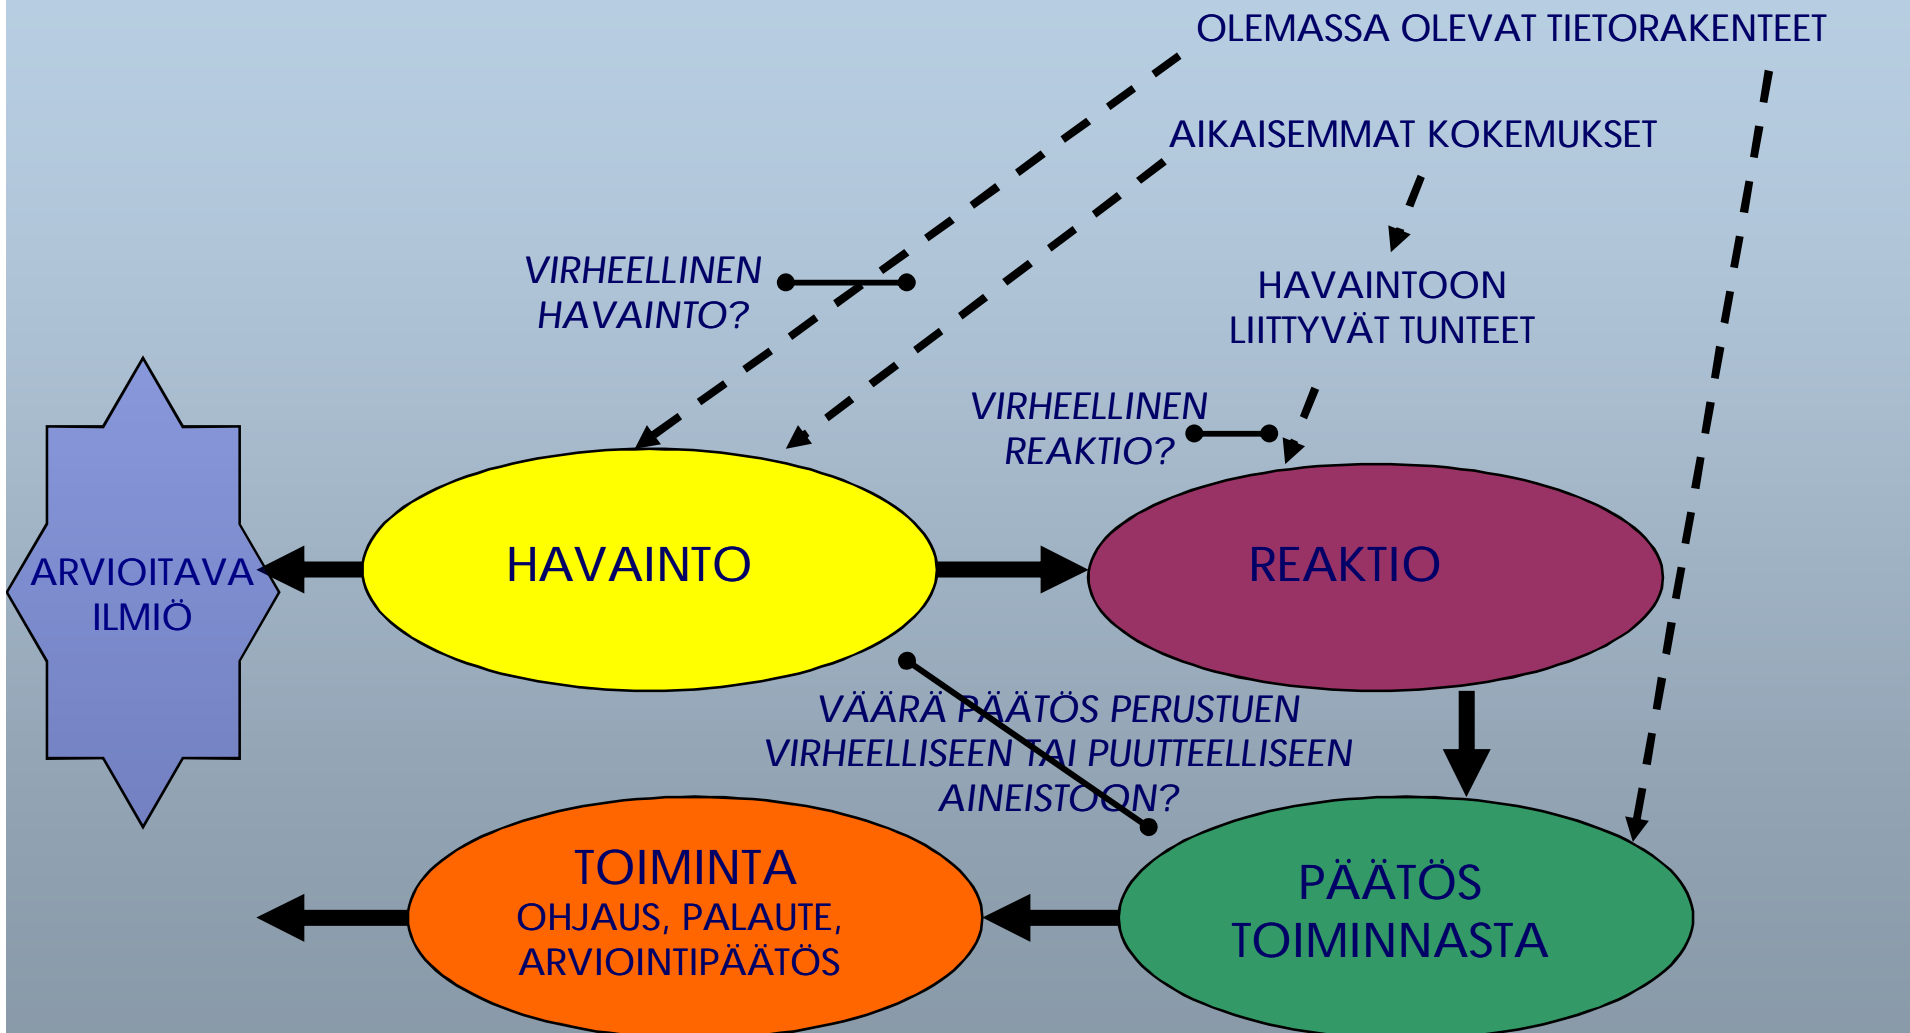 OLEMASSA OLEVAT TIETORAKENTEET
AIKAISEMMAT KOKEMUKSET
VIRHEELLINEN
HAVAINTO?
HAVAINTOON
LIITTYVÄT TUNTEET
VIRHEELLINEN
REAKTIO?
ARVIOITAVA
ILMIÖ
HAVAINTO
REAKTIO
VÄÄRÄ PÄÄTÖS PERUSTUEN
VIRHEELLISEEN TAI PUUTTEELLISEEN
AINEISTOON?
TOIMINTA
OHJAUS, PALAUTE,
ARVIOINTIPÄÄTÖS
PÄÄTÖS
TOIMINNASTA